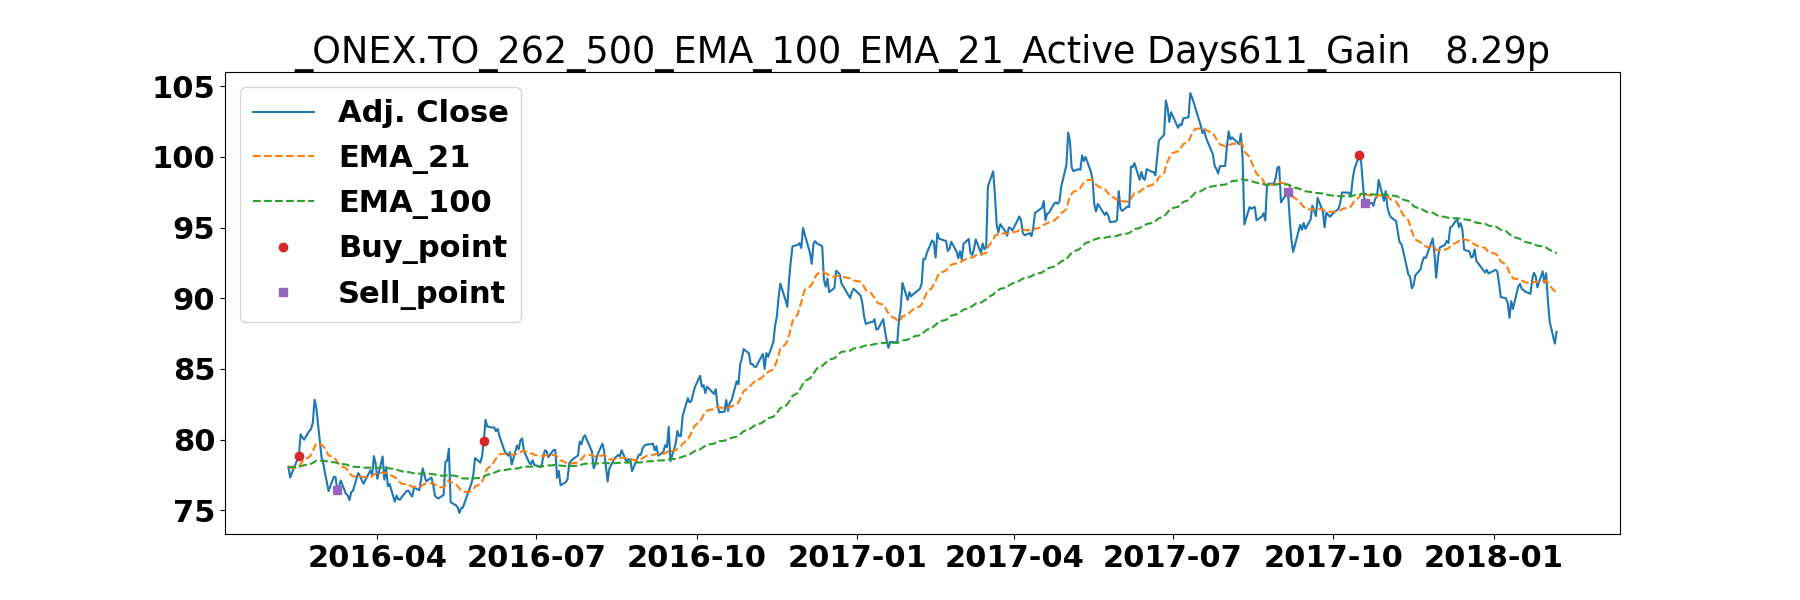 _ONEX.TO_262_500_EMA_100_EMA_21_Active Days611_Gain   8.29p
105
100
95
90
85
80
75
Adj. Close
EMA_21
EMA_100
Buy_point
Sell_point
2016-04 2016-07 2016-10 2017-01 2017-04 2017-07 2017-10 2018-01